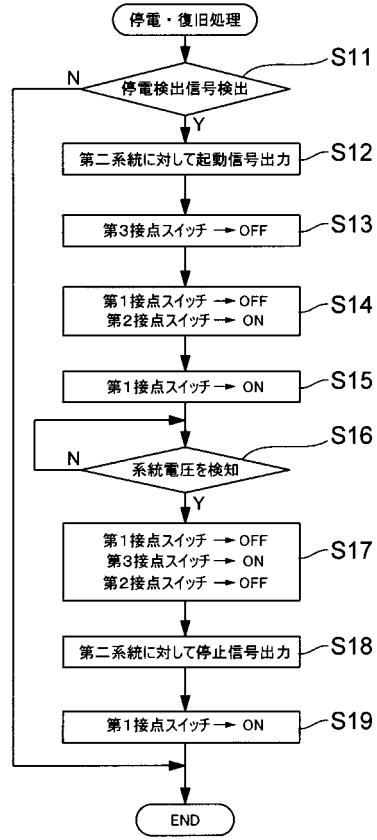 停電・復旧処理
S11
N
停電検出信号検出
Y
S12
第二系統に対して起動信号出力
S13
第3接点スイッチ → OFF
S14
第1接点スイッチ → OFF
第2接点スイッチ → ON
S15
第1接点スイッチ → ON
S16
N
系統電圧を検知
Y
S17
第1接点スイッチ → OFF
第3接点スイッチ → ON
第2接点スイッチ → OFF
S18
第二系統に対して停止信号出力
S19
第1接点スイッチ → ON
END